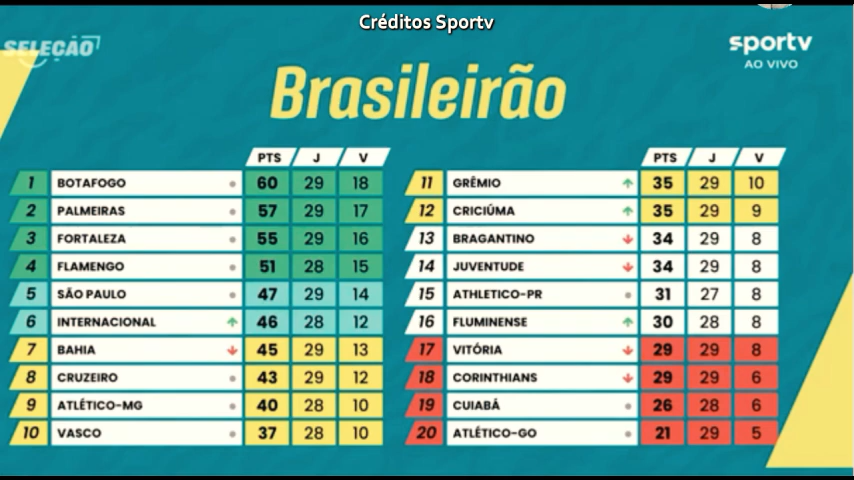 Créditos Sportv
SELEÇÃO
sportv
AO VIVO
Brasileirão
PTS J V
1 BOTAFOGO 60 29 18
2 PALMEIRAS 57 29 17
3 FORTALEZA 55 29 16
4 FLAMENGO 51 28 15
5 SÃO PAULO 47 29 14
6 INTERNACIONAL 46 28 12
7 BAHIA 45 29 13
8 CRUZEIRO 43 29 12
9 ATLÉTICO-MG 40 28 10
10 VASCO 37 28 10
PTS J V
11 GRÊMIO 35 29 10
12 CRICIÚMA 35 29 9
13 BRAGANTINO 34 29 8
14 JUVENTUDE 34 29 8
15 ATHLETICO-PR 31 27 8
16 FLUMINENSE 30 28 8
17 VITÓRIA 29 29 8
18 CORINTHIANS 29 29 6
19 CUIABÁ 26 28 6
20 ATLÉTICO-GO 21 29 5